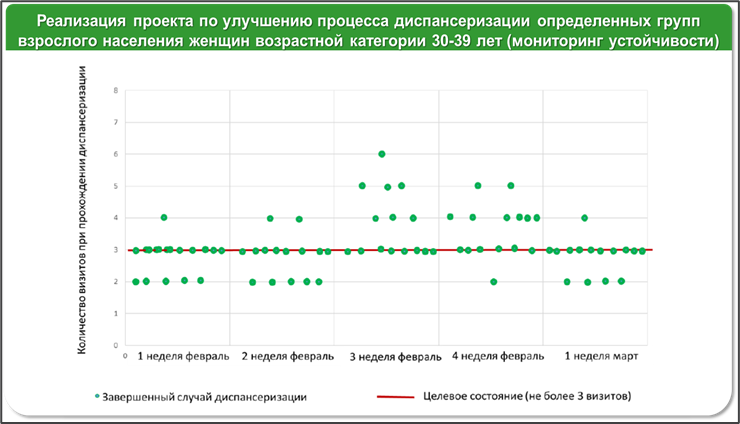 Реализация проекта по улучшению процесса диспансеризации определенных групп
взрослого населения женщин возрастной категории 30-39 лет (мониторинг устойчивости)
Количество визитов при прохождении диспансеризации
8
7
6
5
4
3
2
1
0
0
1 неделя февраль
2 неделя февраль
3 неделя февраль
4 неделя февраль
1 неделя март
Завершенный случай диспансеризации
Целевое состояние (не более 3 визитов)